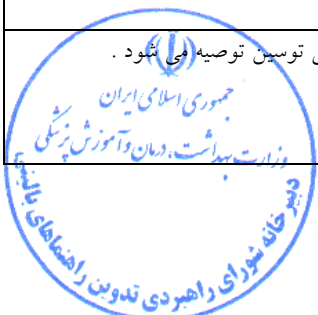 ی توسین توصیه می شود .
جمهوری اسلامی ایران
وزارت بهداشت، درمان و آموزش پزشکی
دبیرخانه شورای راهبردی تدوین راهنماهای بالینی